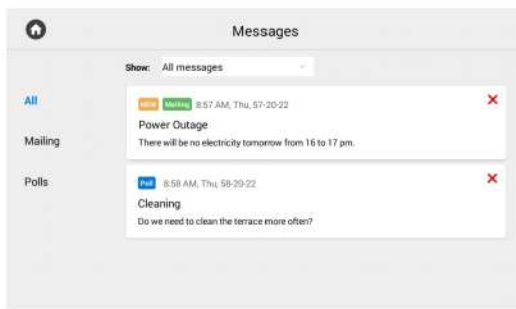 Messages
Show: All messages
All
NEW Mailing 8:57 AM, Thu, 57-20-22
Power Outage
There will be no electricity tomorrow from 16 to 17 pm.
Mailing
Polls
Poll 8:58 AM, Thu, 58-20-22
Cleaning
Do we need to clean the terrace more often?